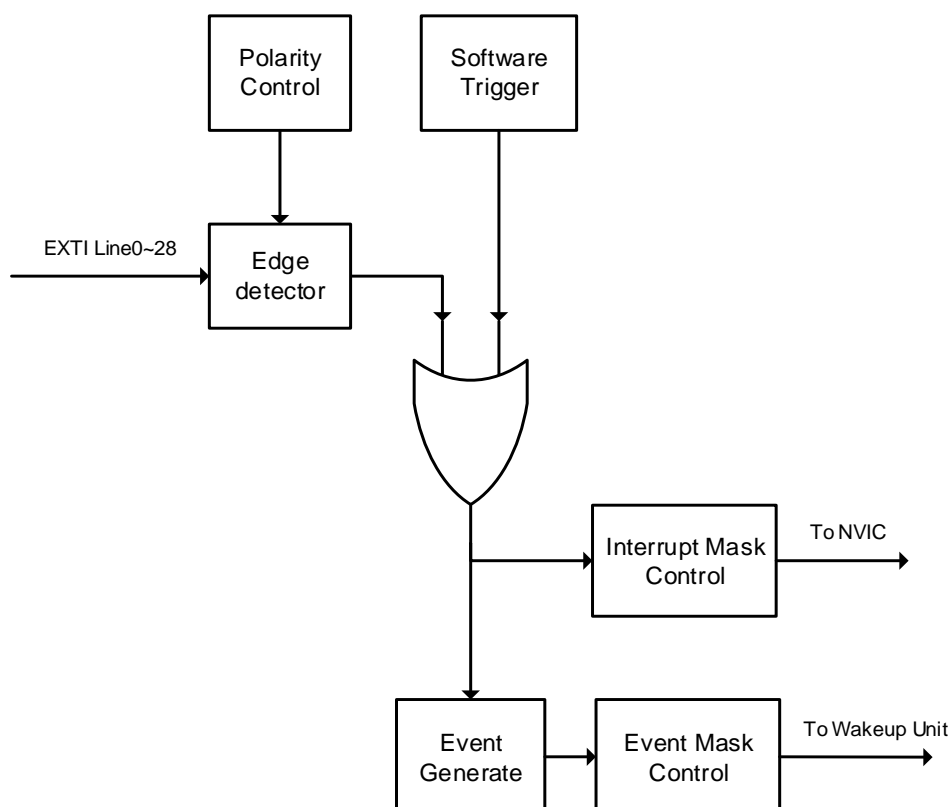 Polarity
Control
Software
Trigger
EXTI Line0~28
Edge
detector
To NVIC
Interrupt Mask
Control
To Wakeup Unit
Event
Generate
Event Mask
Control